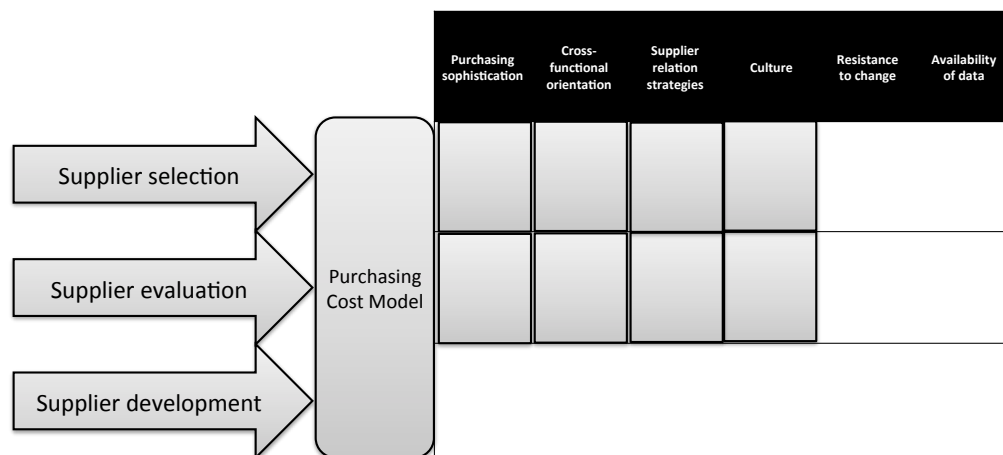 Purchasing
sophistication
Cross-
functional
orientation
Supplier
relation
strategies
Culture
Resistance
to change
Availability
of data
Supplier selection
Supplier evaluation
Supplier development
Purchasing
Cost Model